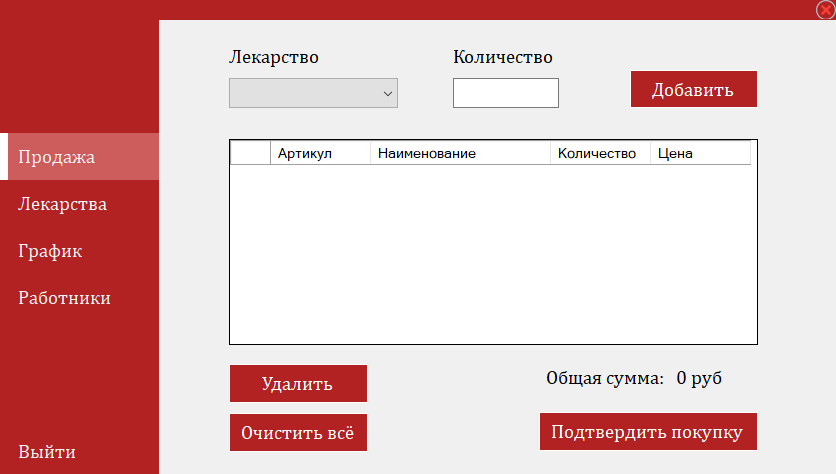 Лекарство
Количество
Добавить
Продажа
Лекарства
График
Работники
Выйти
Артикул Наименование Количество Цена
Удалить
Общая сумма: 0 руб
Очистить всё
Подтвердить покупку